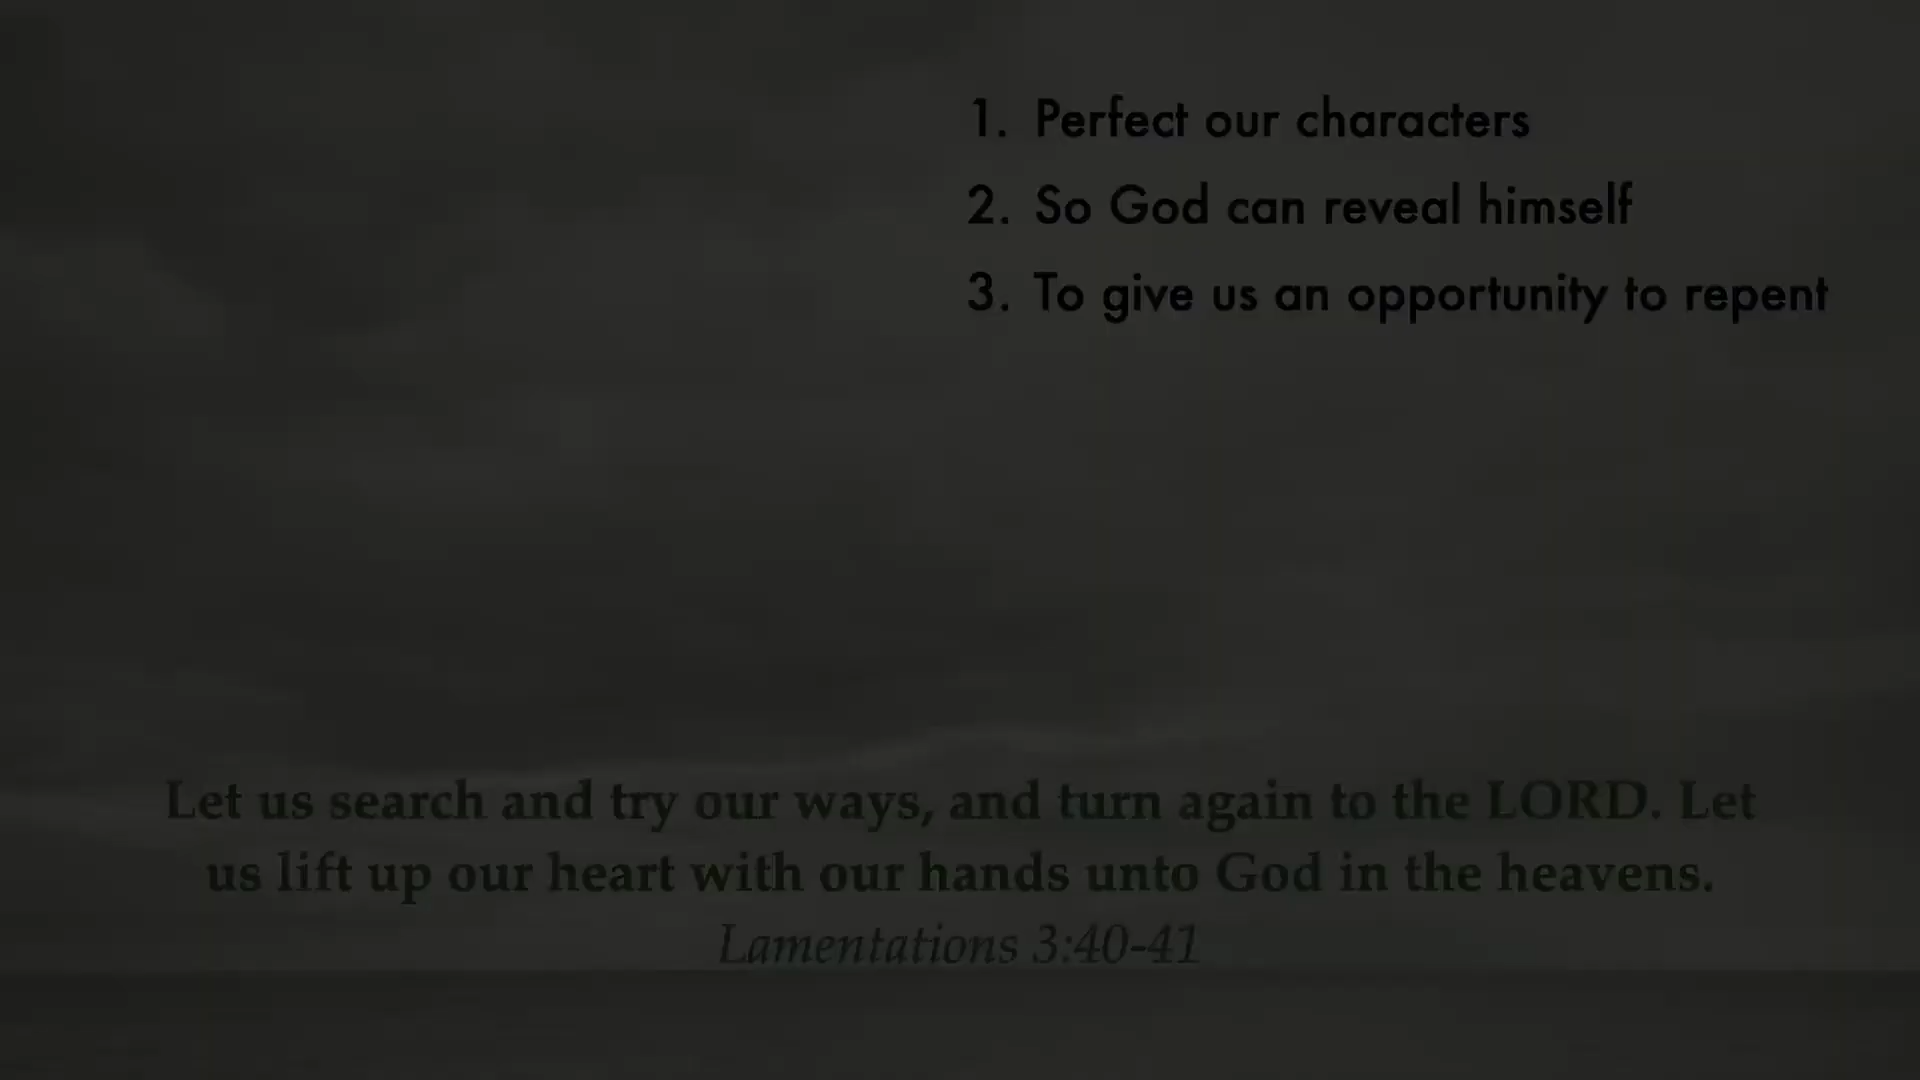 1. Perfect our characters
2. So God can reveal himself
3. To give us an opportunity to repent
Let us search and try our ways, and turn again to the LORD. Let
us lift up our heart with our hands unto God in the heavens.
Lamentations 3:40-41